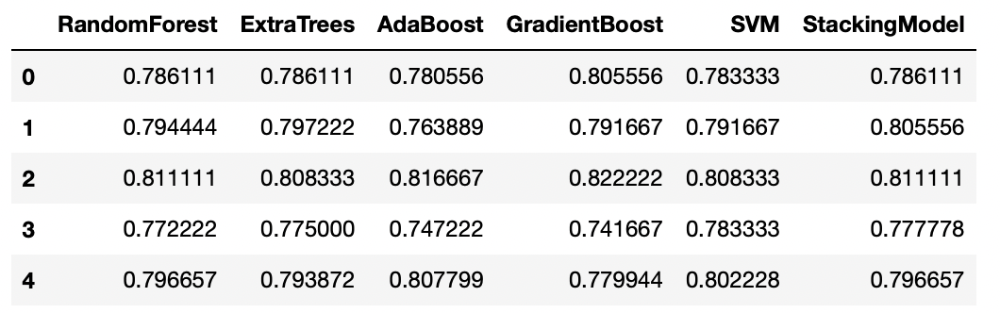 RandomForest ExtraTrees AdaBoost GradientBoost SVM StackingModel
0 0.786111 0.786111 0.780556 0.805556 0.783333 0.786111
1 0.794444 0.797222 0.763889 0.791667 0.791667 0.805556
2 0.811111 0.808333 0.816667 0.822222 0.808333 0.811111
3 0.772222 0.775000 0.747222 0.741667 0.783333 0.777778
4 0.796657 0.793872 0.807799 0.779944 0.802228 0.796657